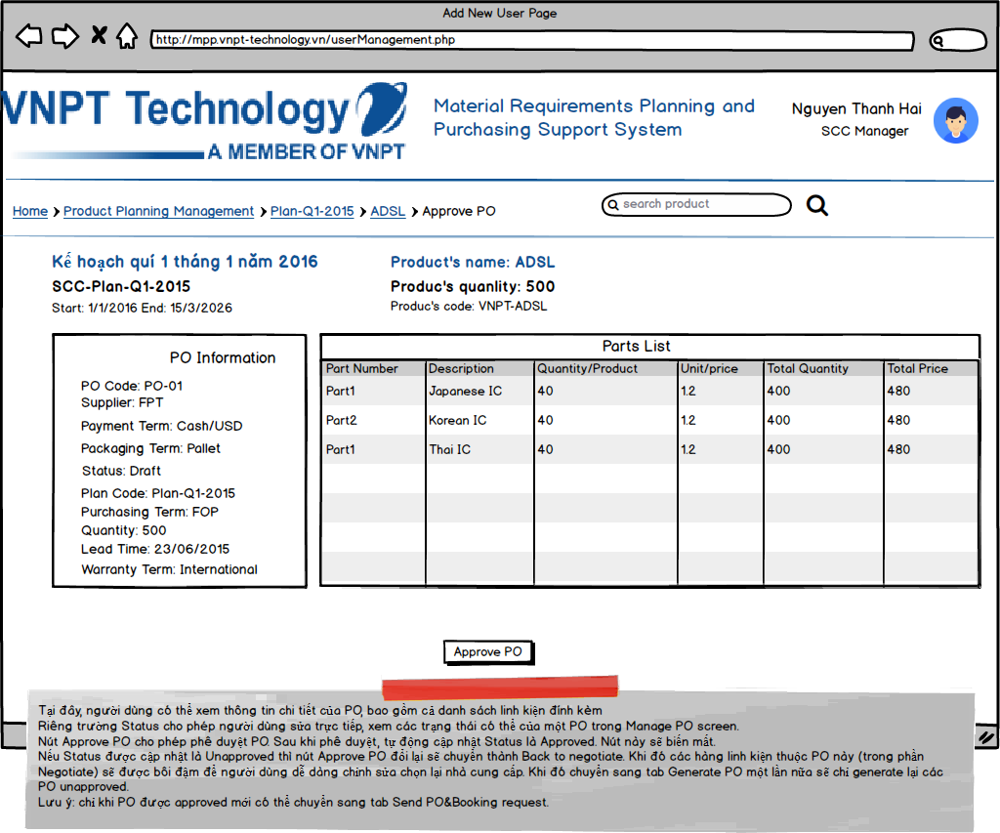 Add New User Page
http://mpp.vnpt-technology.vn/userManagement.php
VNPT Technology
A MEMBER OF VNPT
Material Requirements Planning and
Purchasing Support System
Nguyen Thanh Hai
SCC Manager
Home > Product Planning Management > Plan-Q1-2015 > ADSL > Approve PO
search product
Kế hoạch quí 1 tháng 1 năm 2016
SCC-Plan-Q1-2015
Start: 1/1/2016 End: 15/3/2026
Product's name: ADSL
Produc's quanlity: 500
Produc's code: VNPT-ADSL
PO Information
PO Code: PO-01
Supplier: FPT
Payment Term: Cash/USD
Packaging Term: Pallet
Status: Draft
Plan Code: Plan-Q1-2015
Purchasing Term: FOP
Quantity: 500
Lead Time: 23/06/2015
Warranty Term: International
Parts List
Part Number Description Quantity/Product Unit/price Total Quantity Total Price
Part1 Japanese IC 40 1.2 400 480
Part2 Korean IC 40 1.2 400 480
Part1 Thai IC 40 1.2 400 480
Approve PO
Tại đây, người dùng có thể xem thông tin chi tiết của PO, bao gồm cả danh sách linh kiện đính kèm
Riêng trường Status cho phép người dùng sửa trực tiếp, xem các trạng thái có thể của một PO trong Manage PO screen.
Nút Approve PO cho phép phê duyệt PO. Sau khi phê duyệt, tự động cập nhật Status là Approved. Nút này sẽ biến mất.
Nếu Status được cập nhật là Unapproved thì nút Approve PO đổi lại sẽ chuyển thành Back to negotiate. Khi đó các hàng linh kiện thuộc PO này (trong phần
Negotiate) sẽ được bôi đậm để người dùng dễ dàng chỉnh sửa chọn lại nhà cung cấp. Khi đó chuyển sang tab Generate PO một lần nữa sẽ chỉ generate lại các
PO unapproved.
Lưu ý: chỉ khi PO được approved mới có thể chuyển sang tab Send PO&Booking request.